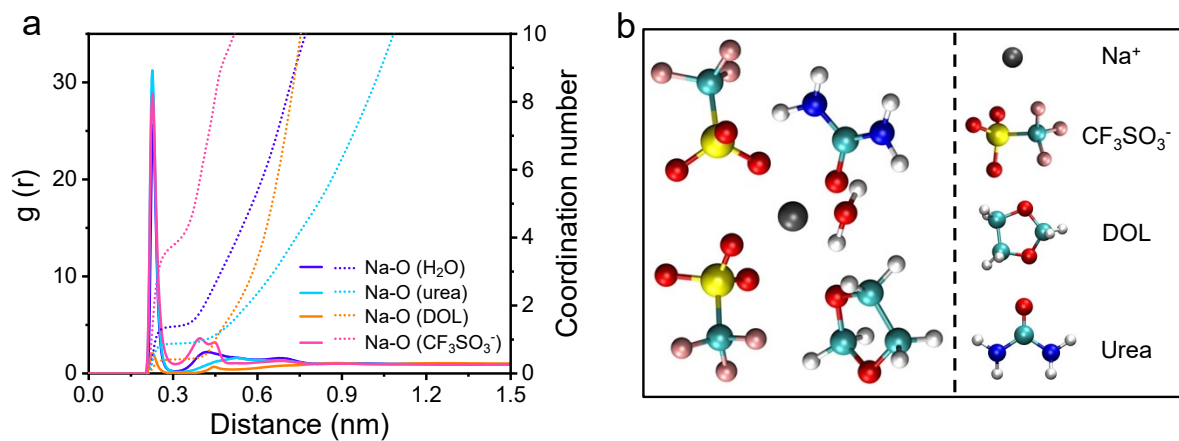 a
g (r)
35
30
25
20
15
10
5
0
0.0 0.3 0.6 0.9 1.2 1.5
Distance (nm)
10
8
6
4
2
0
Coordination number
Na-O (H₂O)
Na-O (urea)
Na-O (DOL)
Na-O (CF₃SO₃⁻)
b
Na⁺
CF₃SO₃⁻
DOL
Urea